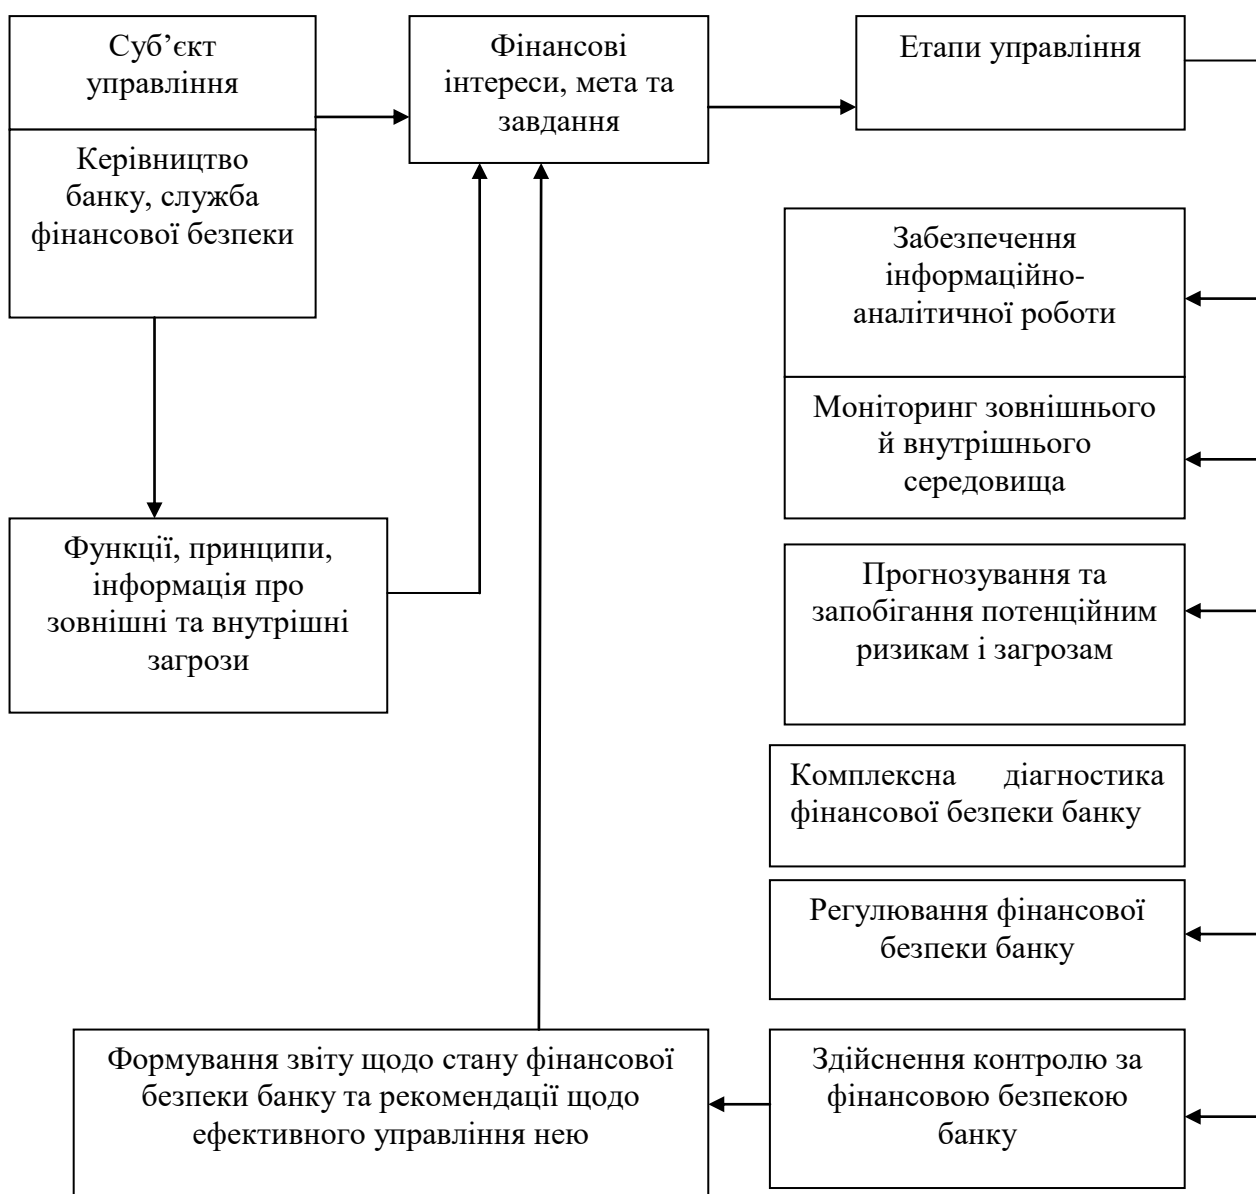 Суб’єкт
управління
Керівництво
банку, служба
фінансової безпеки
Фінансові
інтереси, мета та
завдання
Етапи управління
Забезпечення
інформаційно-
аналітичної роботи
Моніторинг зовнішнього
й внутрішнього
середовища
Функції, принципи,
інформація про
зовнішні та внутрішні
загрози
Прогнозування та
запобігання потенційним
ризикам і загрозам
Комплексна діагностика
фінансової безпеки банку
Регулювання фінансової
безпеки банку
Формування звіту щодо стану фінансової
безпеки банку та рекомендації щодо
ефективного управління нею
Здійснення контролю за
фінансовою безпекою
банку